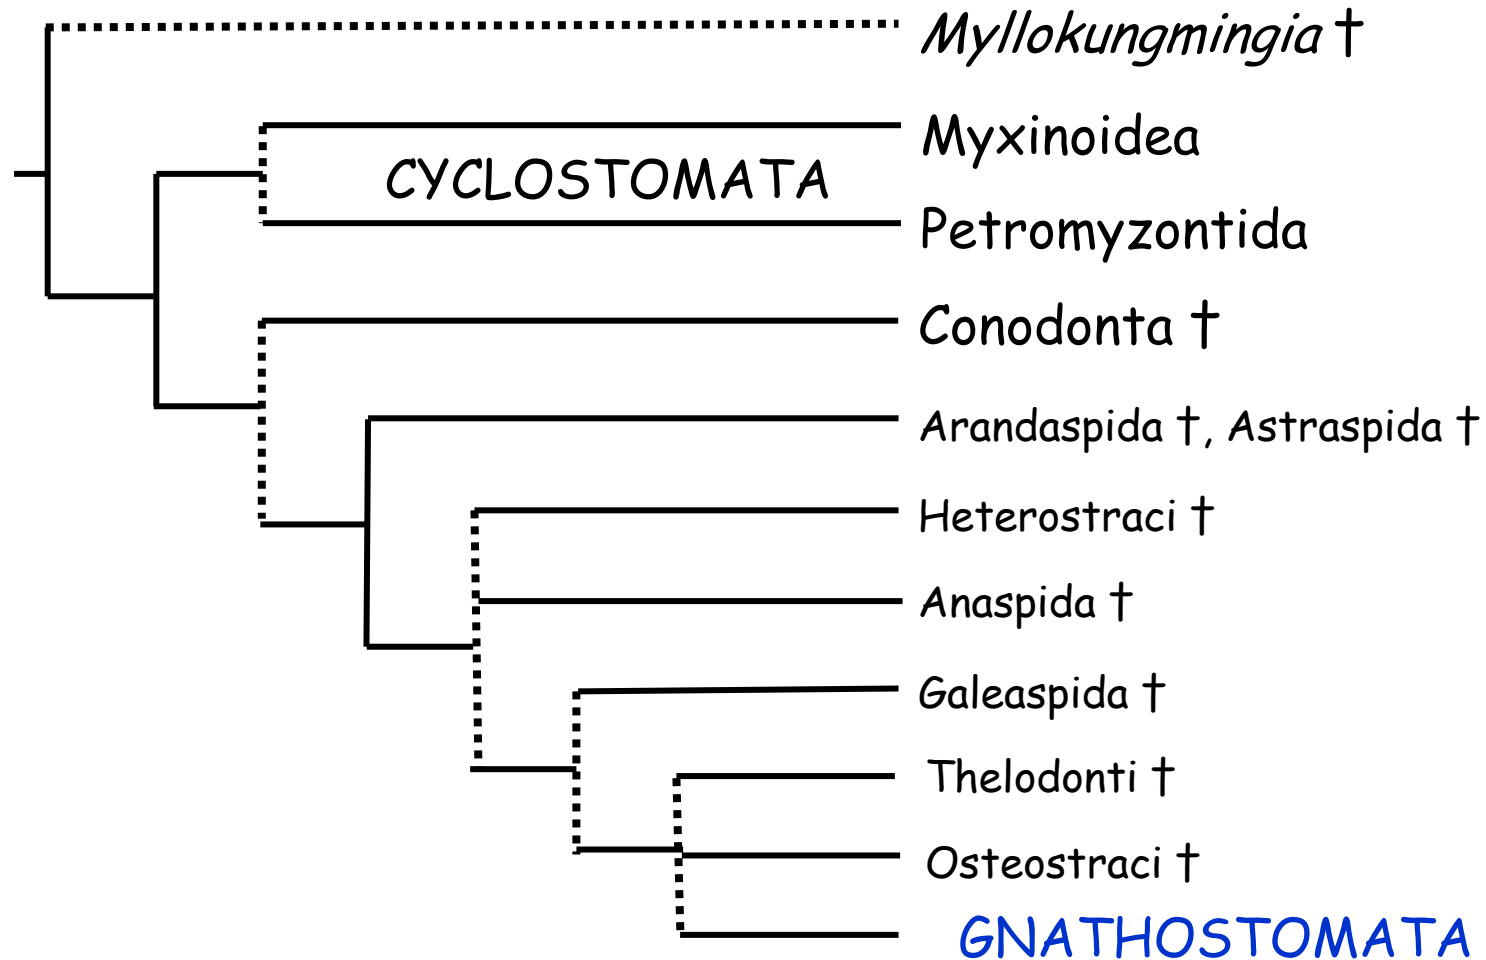 Myllokungmingia †
Myxinoidea
CYCLOSTOMATA
Petromyzontida
Conodonta †
Arandaspida †, Astraspida †
Heterostraci †
Anaspida †
Galeaspida †
Thelodonti †
Osteostraci †
GNATHOSTOMATA